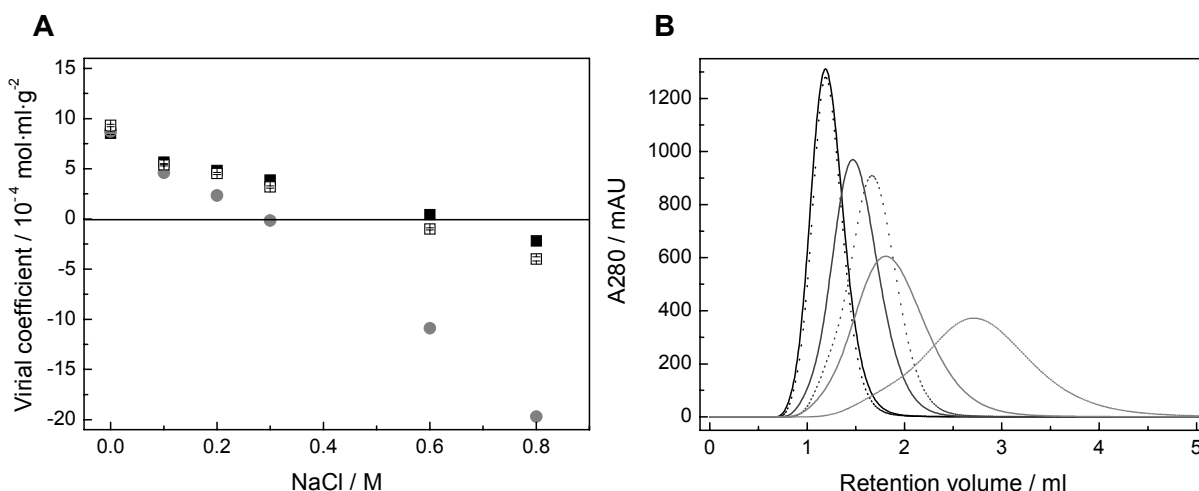 A
B
15
10
5
0
-5
-10
-15
-20
Virial coefficient / 10⁻⁴ mol·ml·g⁻²
0.0 0.2 0.4 0.6 0.8
NaCl / M
1200
1000
800
600
400
200
0
A280 / mAU
0 1 2 3 4 5
Retention volume / ml